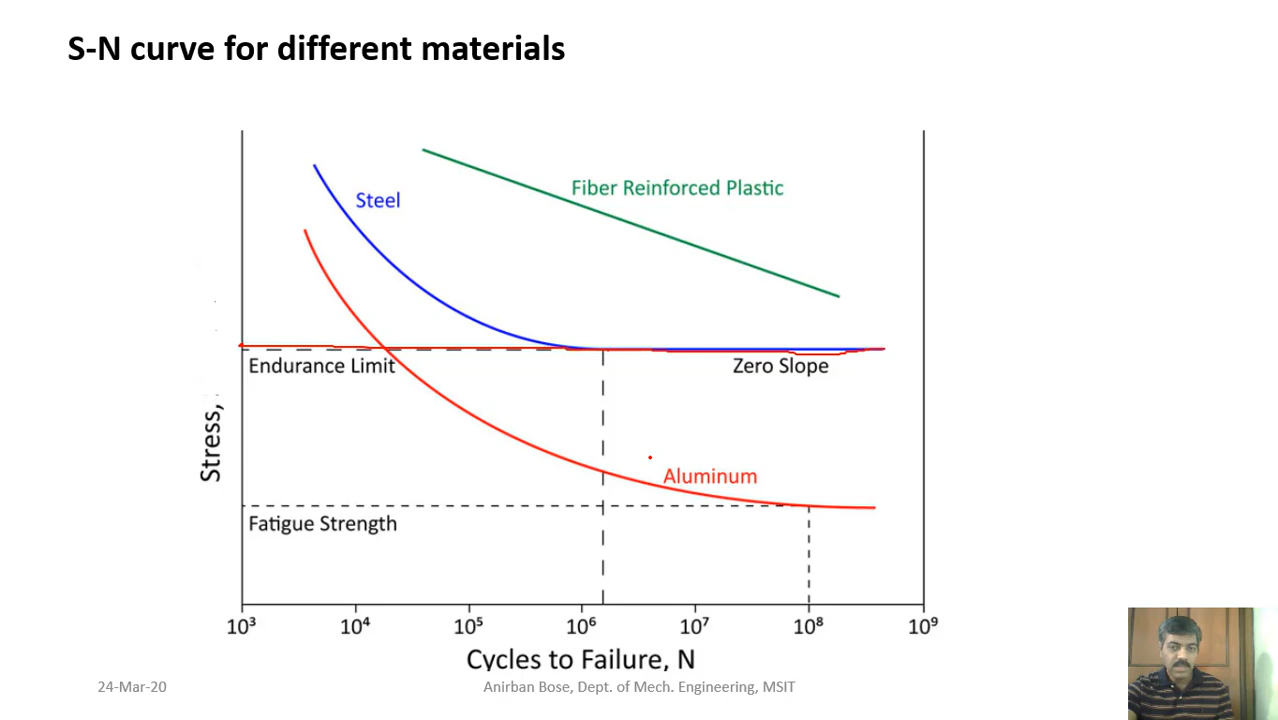 S-N curve for different materials
Fiber Reinforced Plastic
Steel
Endurance Limit
Zero Slope
Stress,
Aluminum
Fatigue Strength
10³ 10⁴ 10⁵ 10⁶ 10⁷ 10⁸ 10⁹
Cycles to Failure, N
24-Mar-20
Anirban Bose, Dept. of Mech. Engineering, MSIT